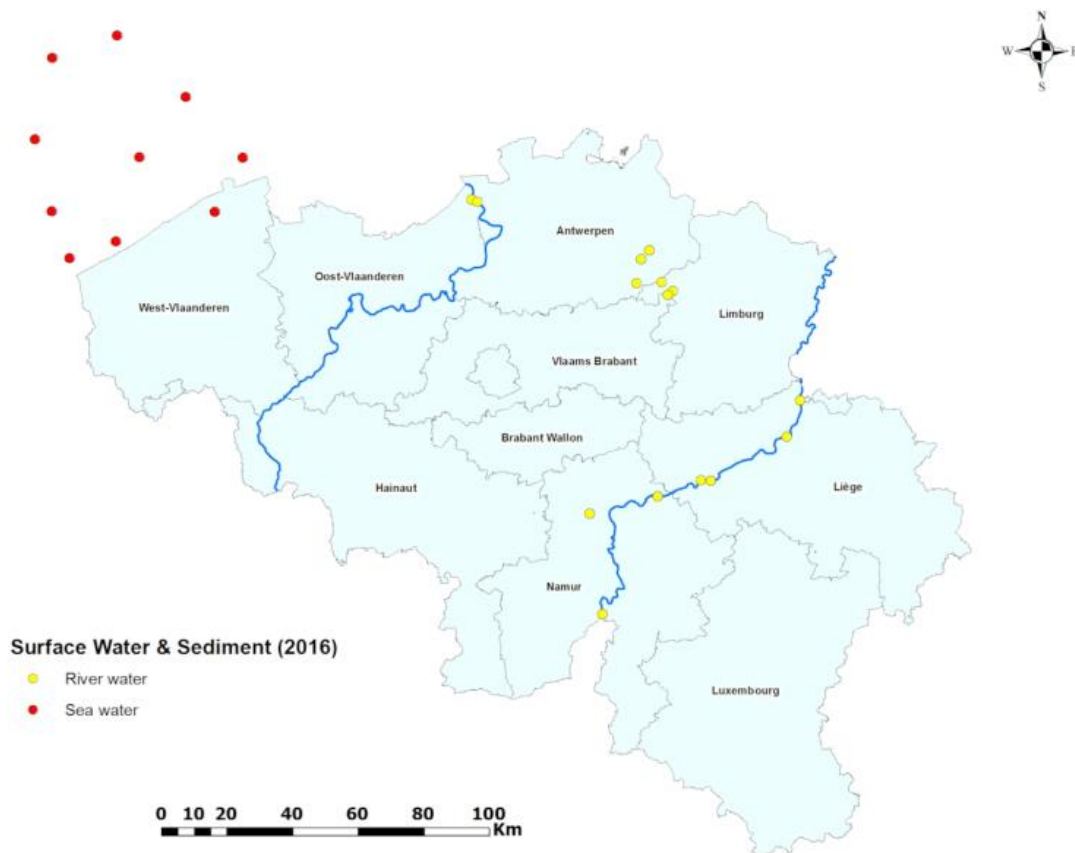 N
W E
S
Antwerpen
Oost-Vlaanderen
West-Vlaanderen
Limburg
Vlaams Brabant
Brabant Wallon
Hainaut
Liège
Namur
Luxembourg
Surface Water & Sediment (2016)
River water
Sea water
0 10 20 40 60 80 100
Km